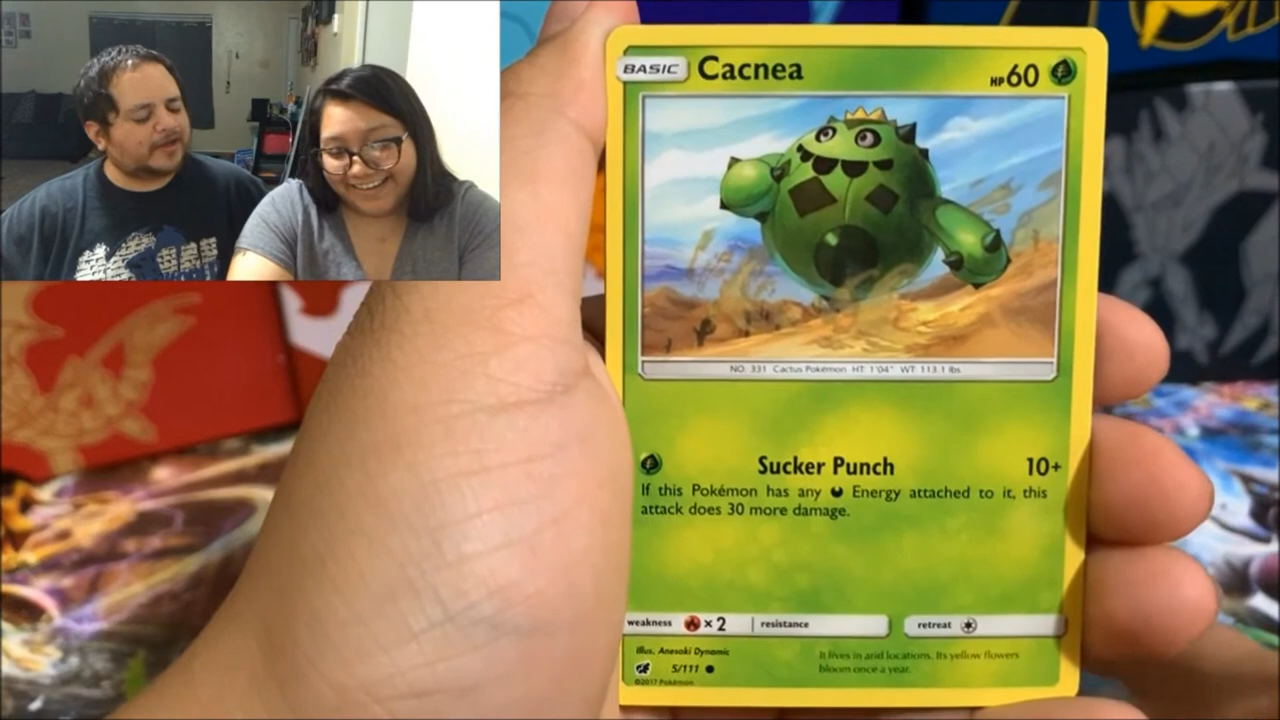 BASIC Cacnea HP60
NO. 331 Cactus Pokémon HT: 1'04" WT: 113.1 lbs
Sucker Punch 10+
If this Pokémon has any Energy attached to it, this
attack does 30 more damage.
weakness ×2 resistance retreat
Illus. Anesaki Dynamic
5/111
©2017 Pokémon
It lives in arid locations. Its yellow flowers
bloom once a year.